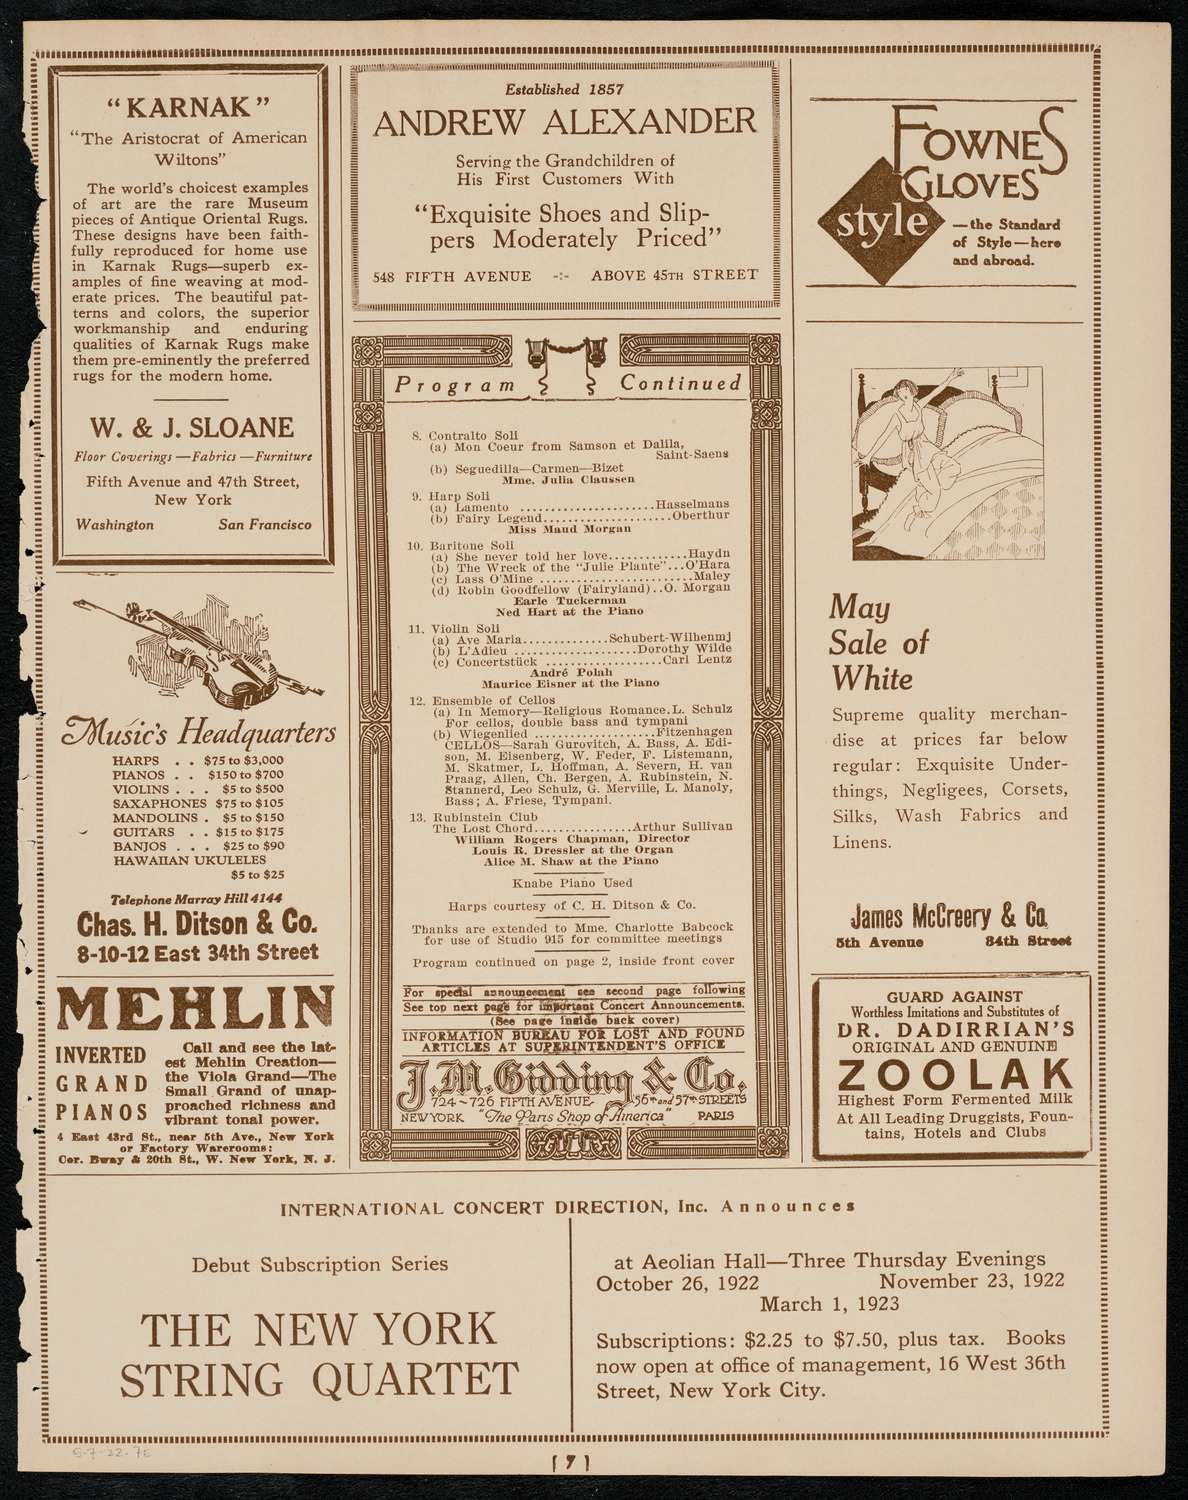 “KARNAK”
“The Aristocrat of American
Wiltons”
The world’s choicest examples
of art are the rare Museum
pieces of Antique Oriental Rugs.
These designs have been faith-
fully reproduced for home use
in Karnak Rugs—superb ex-
amples of fine weaving at mod-
erate prices. The beautiful pat-
terns and colors, the superior
workmanship and enduring
qualities of Karnak Rugs make
them pre-eminently the preferred
rugs for the modern home.
W. & J. SLOANE
Floor Coverings—Fabrics—Furniture
Fifth Avenue and 47th Street,
New York
Washington San Francisco
Music’s Headquarters
HARPS . . $75 to $3,000
PIANOS . . $150 to $700
VIOLINS . . . $5 to $500
SAXAPHONES $75 to $105
MANDOLINS . $5 to $150
GUITARS . . $15 to $175
BANJOS . . . $25 to $90
HAWAIIAN UKULELES
$5 to $25
Telephone Murray Hill 4144
Chas. H. Ditson & Co.
8-10-12 East 34th Street
MEHLIN
INVERTED
GRAND
PIANOS
Call and see the lat-
est Mehlin Creation—
the Viola Grand—The
Small Grand of unap-
proached richness and
vibrant tonal power.
4 East 43rd St., near 5th Ave., New York
or Factory Warerooms:
Cor. Bway & 20th St., W. New York, N. J.
Established 1857
ANDREW ALEXANDER
Serving the Grandchildren of
His First Customers With
“Exquisite Shoes and Slip-
pers Moderately Priced”
548 FIFTH AVENUE -:- ABOVE 45TH STREET
Program Continued
8. Contralto Soli
(a) Mon Coeur from Samson et Dalila,
Saint-Saens
(b) Seguedilla—Carmen—Bizet
Mme. Julia Claussen
9. Harp Soli
(a) Lamento ......................Hasselmans
(b) Fairy Legend.....................Oberthur
Miss Maud Morgan
10. Baritone Soli
(a) She never told her love.............Haydn
(b) The Wreck of the “Julie Plante”...O’Hara
(c) Lass O’Mine .........................Maley
(d) Robin Goodfellow (Fairyland)..O. Morgan
Earle Tuckerman
Ned Hart at the Piano
11. Violin Soli
(a) Ave Maria..............Schubert-Wilhenmj
(b) L’Adieu ....................Dorothy Wilde
(c) Concertstück ...................Carl Lentz
André Polah
Maurice Eisner at the Piano
12. Ensemble of Cellos
(a) In Memory—Religious Romance.L. Schulz
For cellos, double bass and tympani
(b) Wiegenlied ....................Fitzenhagen
CELLOS—Sarah Gurovitch, A. Bass, A. Edi-
son, M. Eisenberg, W. Feder, F. Listemann,
M. Skatmer, L. Hoffman, A. Severn, H. van
Praag, Allen, Ch. Bergen, A. Rubinstein, N.
Stannerd, Leo Schulz, G. Merville, L. Manoly,
Bass; A. Friese, Tympani.
13. Rubinstein Club
The Lost Chord................Arthur Sullivan
William Rogers Chapman, Director
Louis R. Dressler at the Organ
Alice M. Shaw at the Piano
Knabe Piano Used
Harps courtesy of C. H. Ditson & Co.
Thanks are extended to Mme. Charlotte Babcock
for use of Studio 915 for committee meetings
Program continued on page 2, inside front cover
For special announcement see second page following
See top next page for important Concert Announcements.
(See page inside back cover)
INFORMATION BUREAU FOR LOST AND FOUND
ARTICLES AT SUPERINTENDENT’S OFFICE
J.M. Gidding & Co.
724~726 FIFTH AVENUE- 56th and 57th STREETS
NEW YORK “The Paris Shop of America” PARIS
FOWNES
GLOVES
style
—the Standard
of Style—here
and abroad.
May
Sale of
White
Supreme quality merchan-
dise at prices far below
regular: Exquisite Under-
things, Negligees, Corsets,
Silks, Wash Fabrics and
Linens.
James McCreery & Co.
5th Avenue 34th Street
GUARD AGAINST
Worthless Imitations and Substitutes of
DR. DADIRRIAN’S
ORIGINAL AND GENUINE
ZOOLAK
Highest Form Fermented Milk
At All Leading Druggists, Foun-
tains, Hotels and Clubs
INTERNATIONAL CONCERT DIRECTION, Inc. Announces
Debut Subscription Series
THE NEW YORK
STRING QUARTET
at Aeolian Hall—Three Thursday Evenings
October 26, 1922 November 23, 1922
March 1, 1923
Subscriptions: $2.25 to $7.50, plus tax. Books
now open at office of management, 16 West 36th
Street, New York City.
5-7-22.7E
[7]